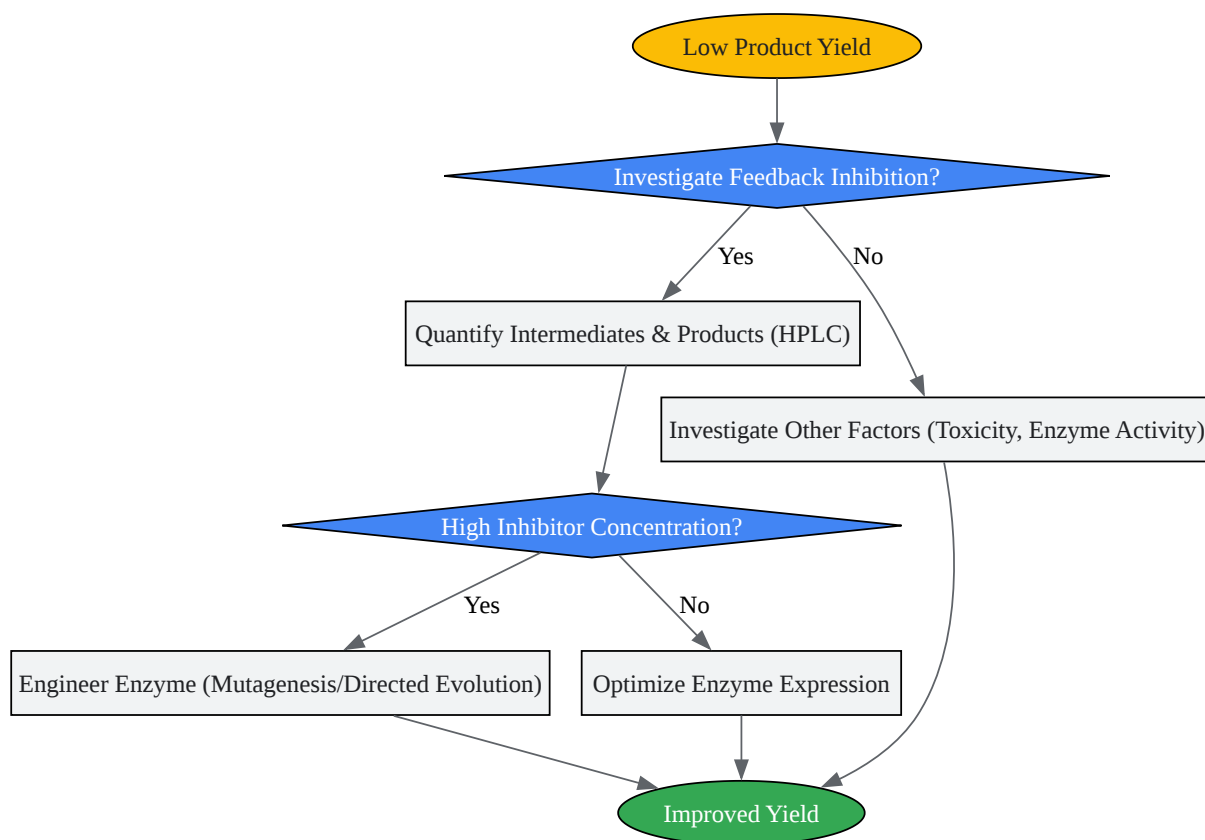 Low Product Yield
Investigate Feedback Inhibition?
Yes
No
Quantify Intermediates & Products (HPLC)
Investigate Other Factors (Toxicity, Enzyme Activity)
High Inhibitor Concentration?
Yes
No
Engineer Enzyme (Mutagenesis/Directed Evolution)
Optimize Enzyme Expression
Improved Yield